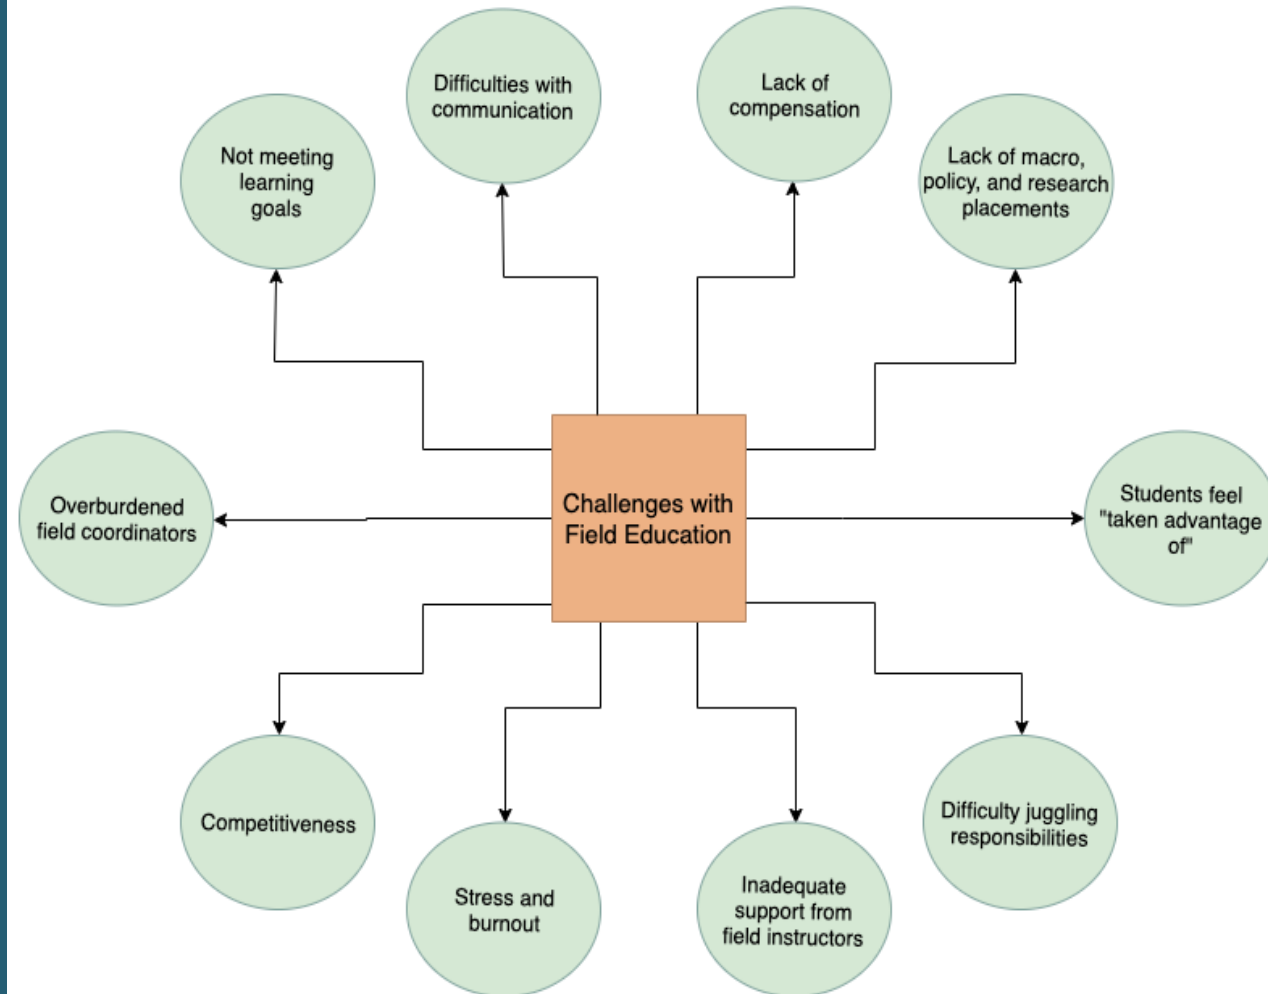 Difficulties with
communication
Lack of
compensation
Not meeting
learning
goals
Lack of macro,
policy, and research
placements
Overburdened
field coordinators
Challenges with
Field Education
Students feel
"taken advantage
of"
Competitiveness
Difficulty juggling
responsibilities
Stress and
burnout
Inadequate
support from
field instructors